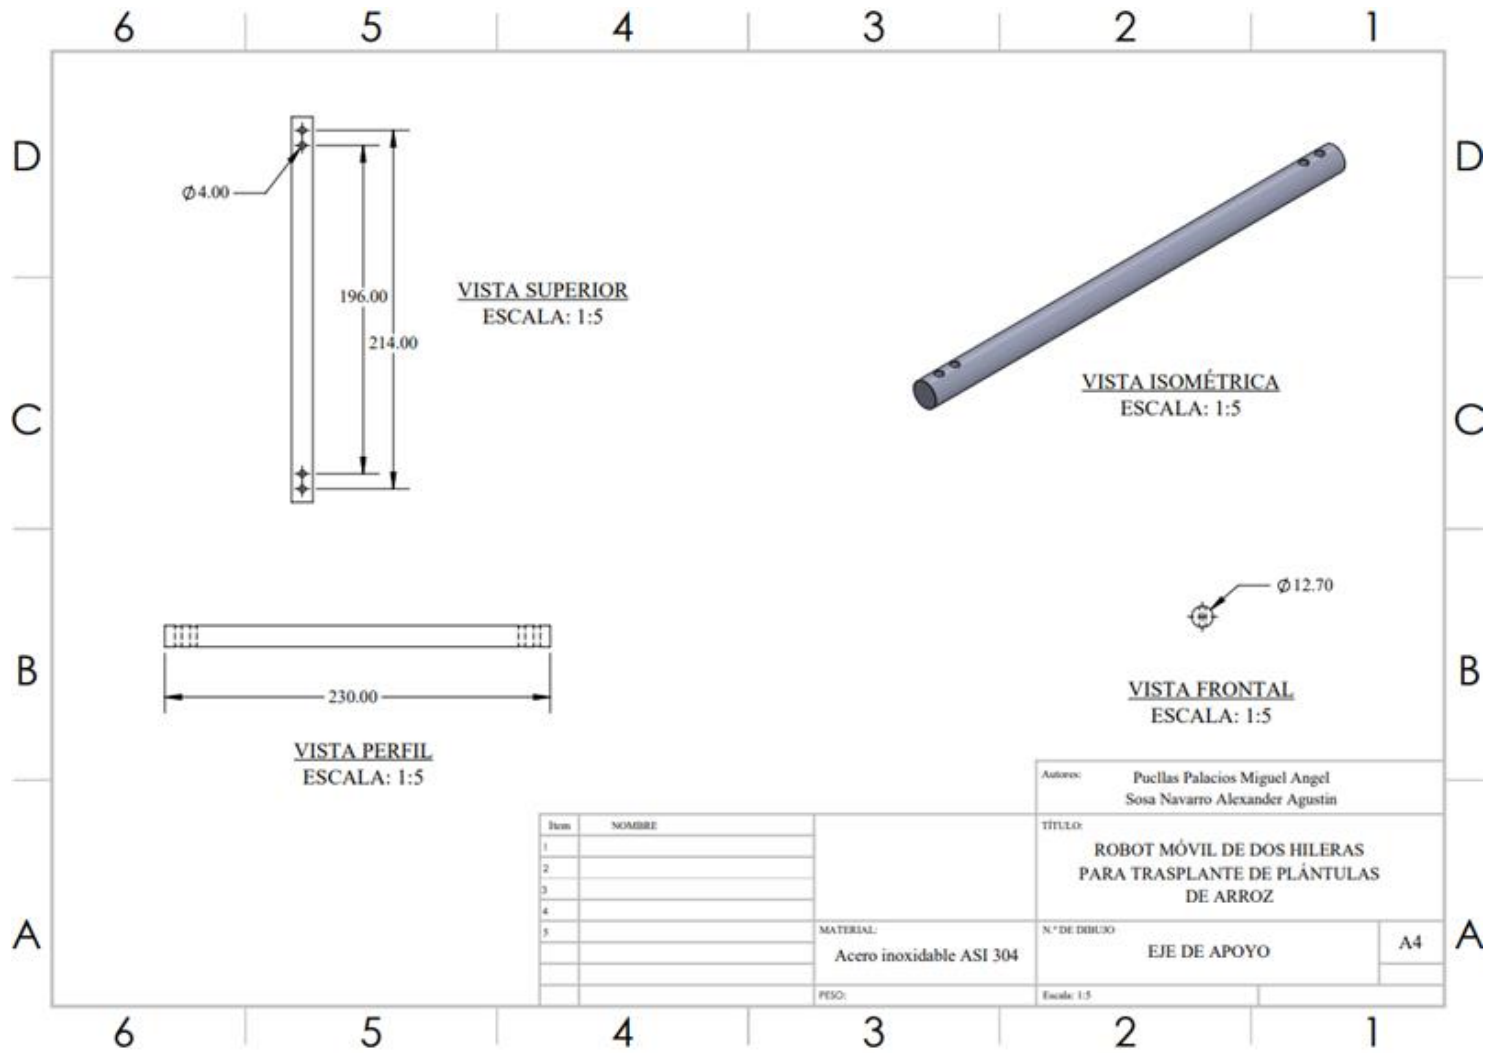 6 5 4 3 2 1
D D
Ø4.00
196.00
VISTA SUPERIOR
ESCALA: 1:5
214.00
VISTA ISOMÉTRICA
ESCALA: 1:5
C C
Ø12.70
B B
230.00
VISTA FRONTAL
ESCALA: 1:5
VISTA PERFIL
ESCALA: 1:5
Autores: Pucllas Palacios Miguel Angel
Sosa Navarro Alexander Agustin
Item NOMBRE
1
2
3
4
5
TÍTULO:
ROBOT MÓVIL DE DOS HILERAS
PARA TRASPLANTE DE PLÁNTULAS
DE ARROZ
A A
MATERIAL:
Acero inoxidable ASI 304
N.º DE DIBUJO
EJE DE APOYO
A4
PESO:
Escala: 1:5
6 5 4 3 2 1